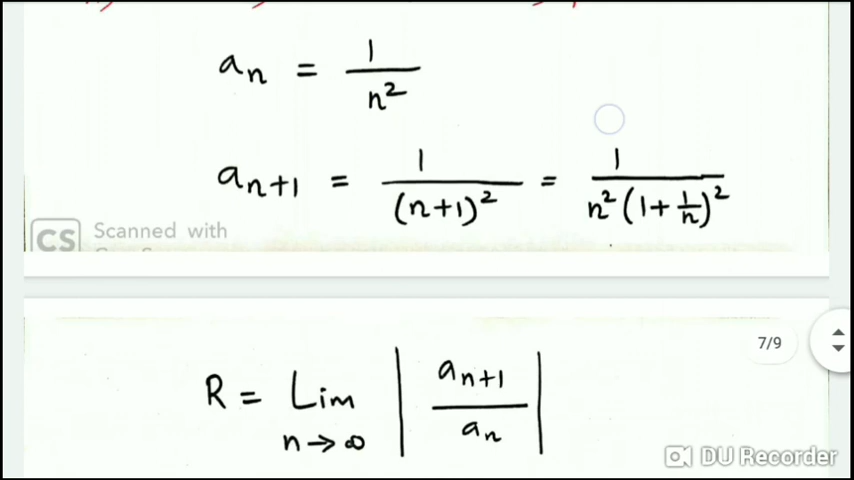 aₙ = 1/n²
aₙ₊₁ = 1/(n+1)² = 1/n²(1+1/n)²
CS Scanned with
7/9
R = Lim n→∞ | aₙ₊₁/aₙ |
DU Recorder